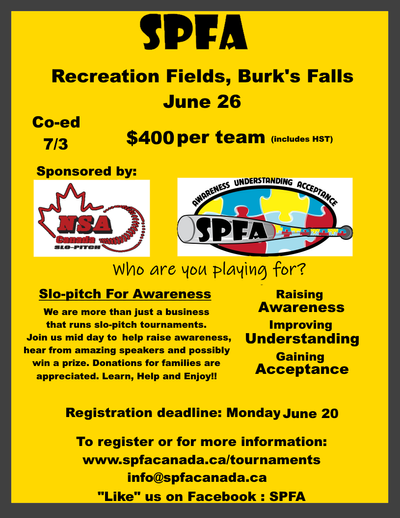 SPFA
Recreation Fields, Burk's Falls
June 26
Co-ed
7/3
$400 per team (includes HST)
Sponsored by:
NSA
Canada
SLO-PITCH
AWARENESS UNDERSTANDING ACCEPTANCE
SPFA
Who are you playing for?
Slo-pitch For Awareness
We are more than just a business
that runs slo-pitch tournaments.
Join us mid day to help raise awareness,
hear from amazing speakers and possibly
win a prize. Donations for families are
appreciated. Learn, Help and Enjoy!!
Raising
Awareness
Improving
Understanding
Gaining
Acceptance
Registration deadline: Monday June 20
To register or for more information:
www.spfacanada.ca/tournaments
info@spfacanada.ca
"Like" us on Facebook : SPFA